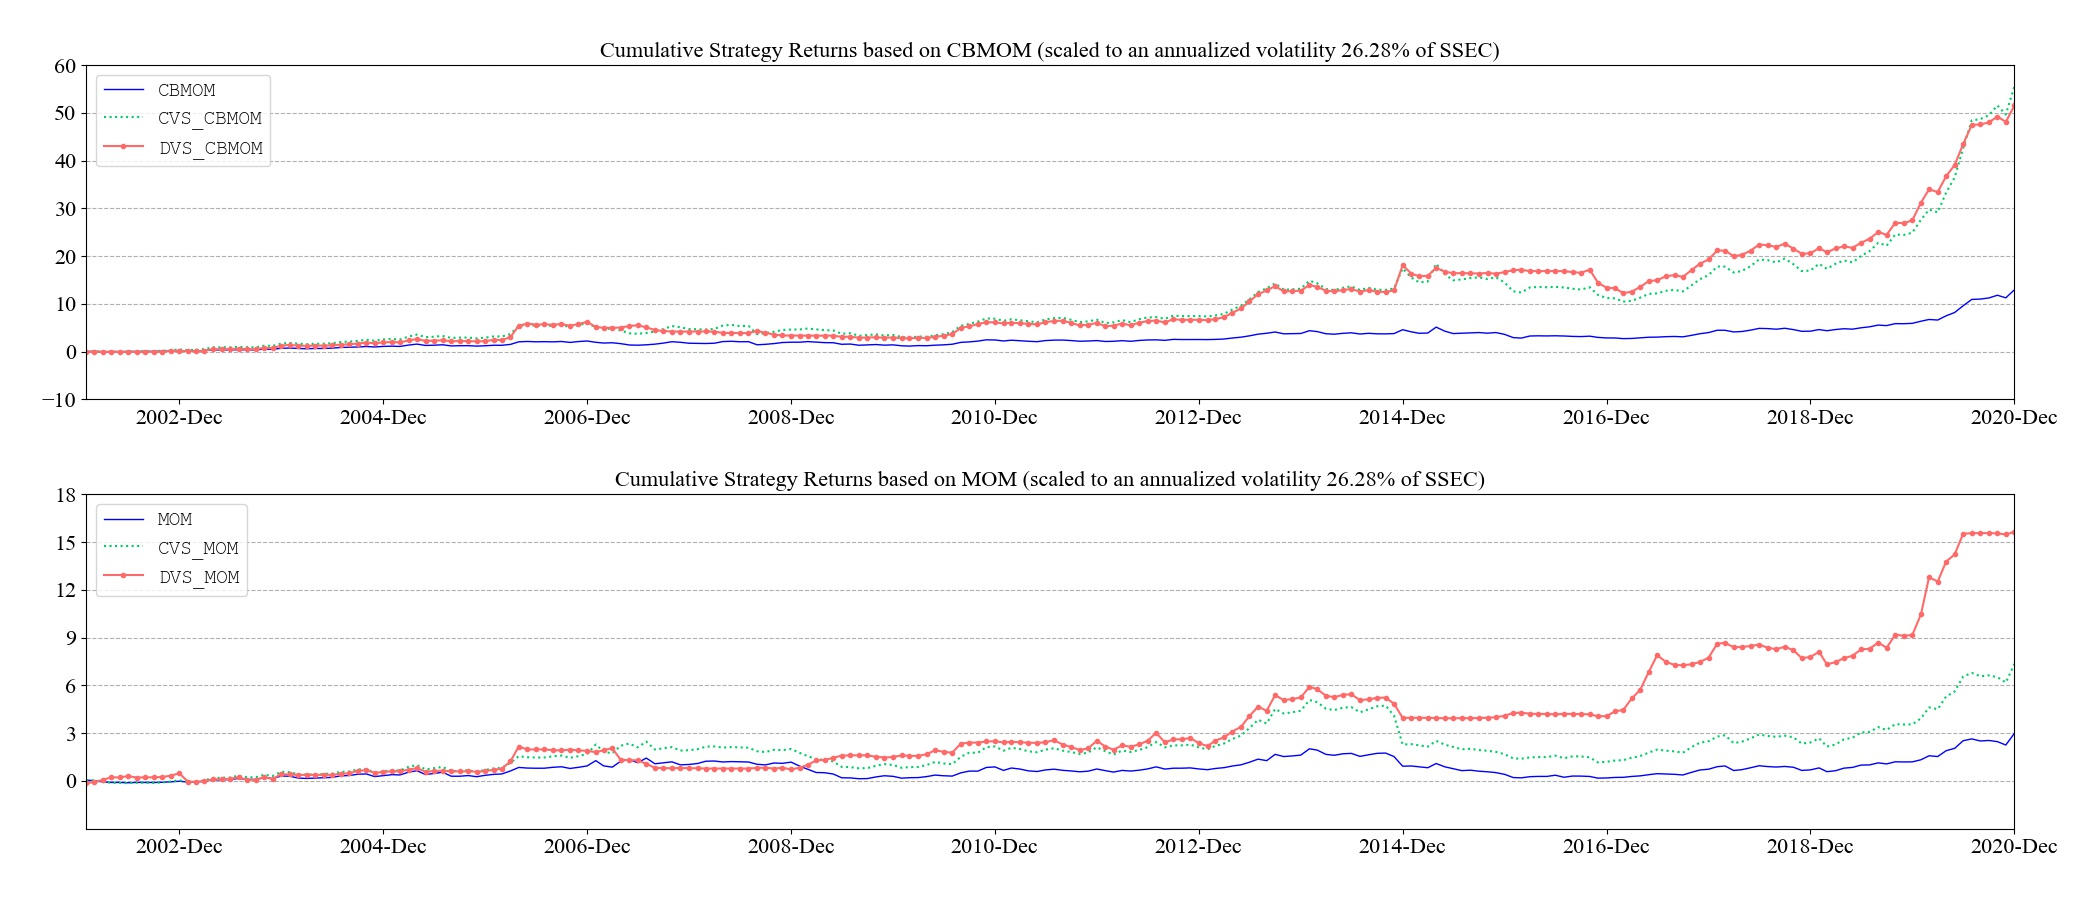 Cumulative Strategy Returns based on CBMOM (scaled to an annualized volatility 26.28% of SSEC)
60
50
40
30
20
10
0
−10
CBMOM
CVS_CBMOM
DVS_CBMOM
2002-Dec 2004-Dec 2006-Dec 2008-Dec 2010-Dec 2012-Dec 2014-Dec 2016-Dec 2018-Dec 2020-Dec
Cumulative Strategy Returns based on MOM (scaled to an annualized volatility 26.28% of SSEC)
18
15
12
9
6
3
0
MOM
CVS_MOM
DVS_MOM
2002-Dec 2004-Dec 2006-Dec 2008-Dec 2010-Dec 2012-Dec 2014-Dec 2016-Dec 2018-Dec 2020-Dec